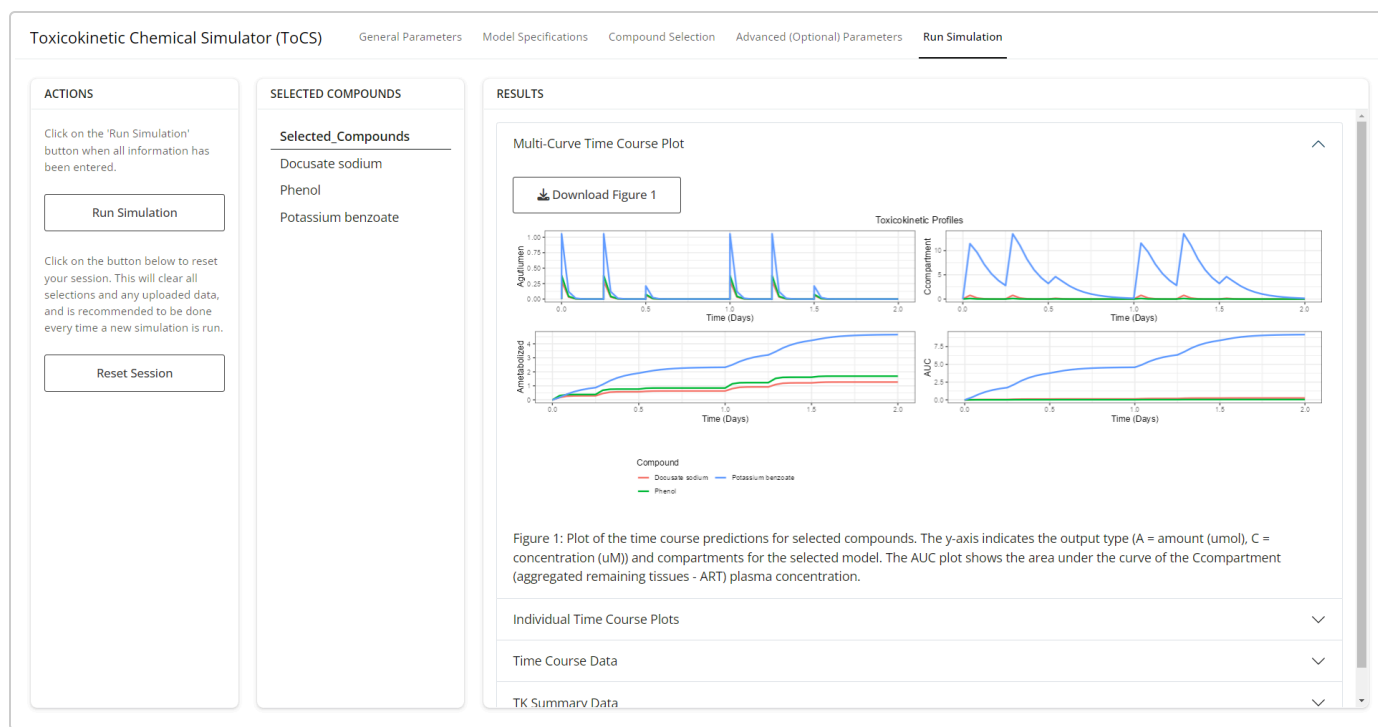 Toxicokinetic Chemical Simulator (ToCS)
General Parameters
Model Specifications
Compound Selection
Advanced (Optional) Parameters
Run Simulation
ACTIONS
Click on the 'Run Simulation'
button when all information has
been entered.
Run Simulation
Click on the button below to reset
your session. This will clear all
selections and any uploaded data,
and is recommended to be done
every time a new simulation is run.
Reset Session
SELECTED COMPOUNDS
Selected_Compounds
Docusate sodium
Phenol
Potassium benzoate
RESULTS
Multi-Curve Time Course Plot
Download Figure 1
Toxicokinetic Profiles
Agutlumen
1.00
0.75
0.50
0.25
0.00
0.0 0.5 1.0 1.5 2.0
Time (Days)
Ccompartment
10
5
0
0.0 0.5 1.0 1.5 2.0
Time (Days)
Ametabolized
4
3
2
1
0
0.0 0.5 1.0 1.5 2.0
Time (Days)
AUC
7.5
5.0
2.5
0.0
0.0 0.5 1.0 1.5 2.0
Time (Days)
Compound
Docusate sodium Potassium benzoate
Phenol
Figure 1: Plot of the time course predictions for selected compounds. The y-axis indicates the output type (A = amount (umol), C =
concentration (uM)) and compartments for the selected model. The AUC plot shows the area under the curve of the Ccompartment
(aggregated remaining tissues - ART) plasma concentration.
Individual Time Course Plots
Time Course Data
TK Summary Data